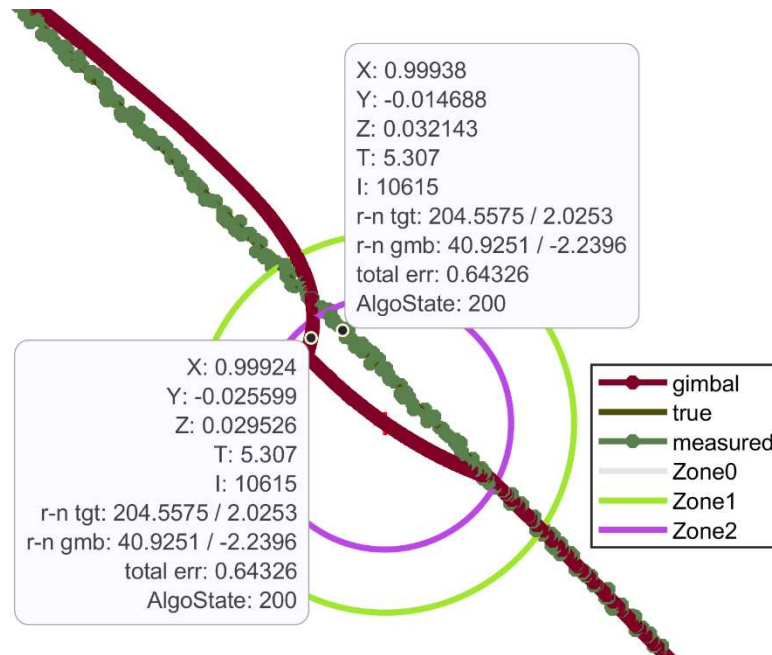 X: 0.99938
Y: -0.014688
Z: 0.032143
T: 5.307
I: 10615
r-n tgt: 204.5575 / 2.0253
r-n gmb: 40.9251 / -2.2396
total err: 0.64326
AlgoState: 200
X: 0.99924
Y: -0.025599
Z: 0.029526
T: 5.307
I: 10615
r-n tgt: 204.5575 / 2.0253
r-n gmb: 40.9251 / -2.2396
total err: 0.64326
AlgoState: 200
gimbal
true
measured
Zone0
Zone1
Zone2